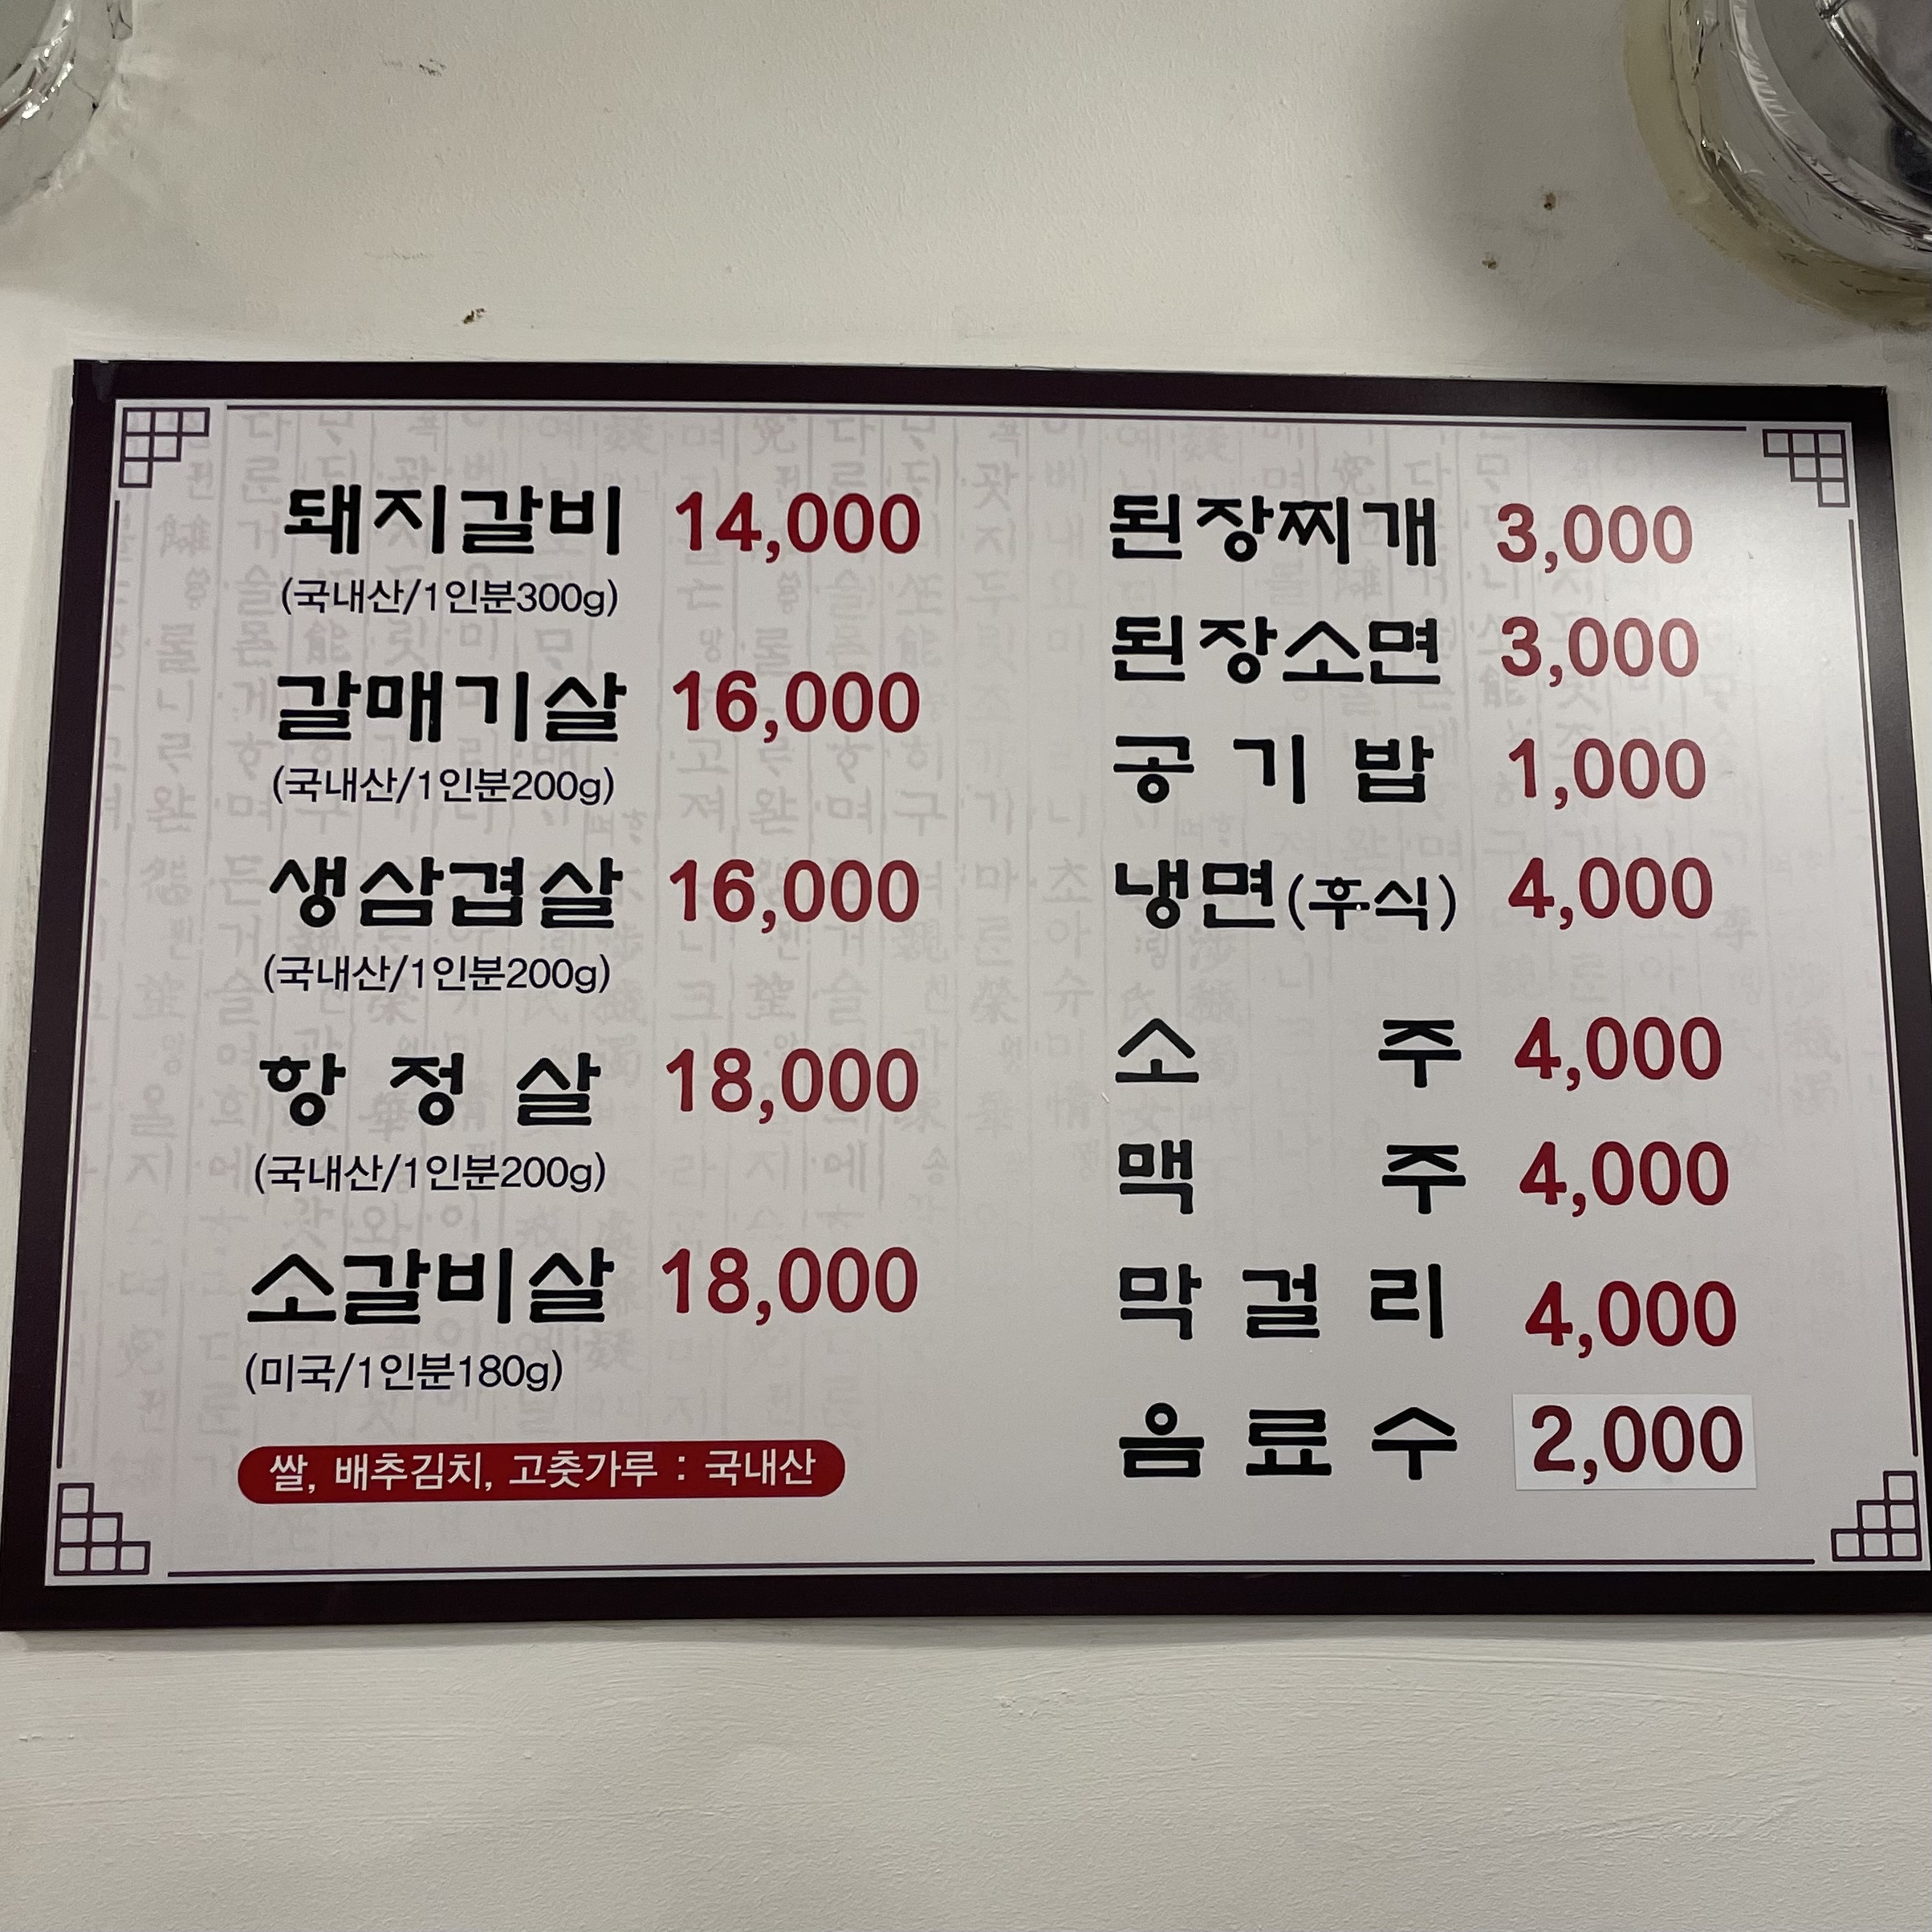 돼지갈비 14,000
(국내산/1인분300g)
갈매기살 16,000
(국내산/1인분200g)
생삼겹살 16,000
(국내산/1인분200g)
항정살 18,000
(국내산/1인분200g)
소갈비살 18,000
(미국/1인분180g)
쌀, 배추김치, 고춧가루 : 국내산
된장찌개 3,000
된장소면 3,000
공기밥 1,000
냉면(후식) 4,000
소주 4,000
맥주 4,000
막걸리 4,000
음료수 2,000